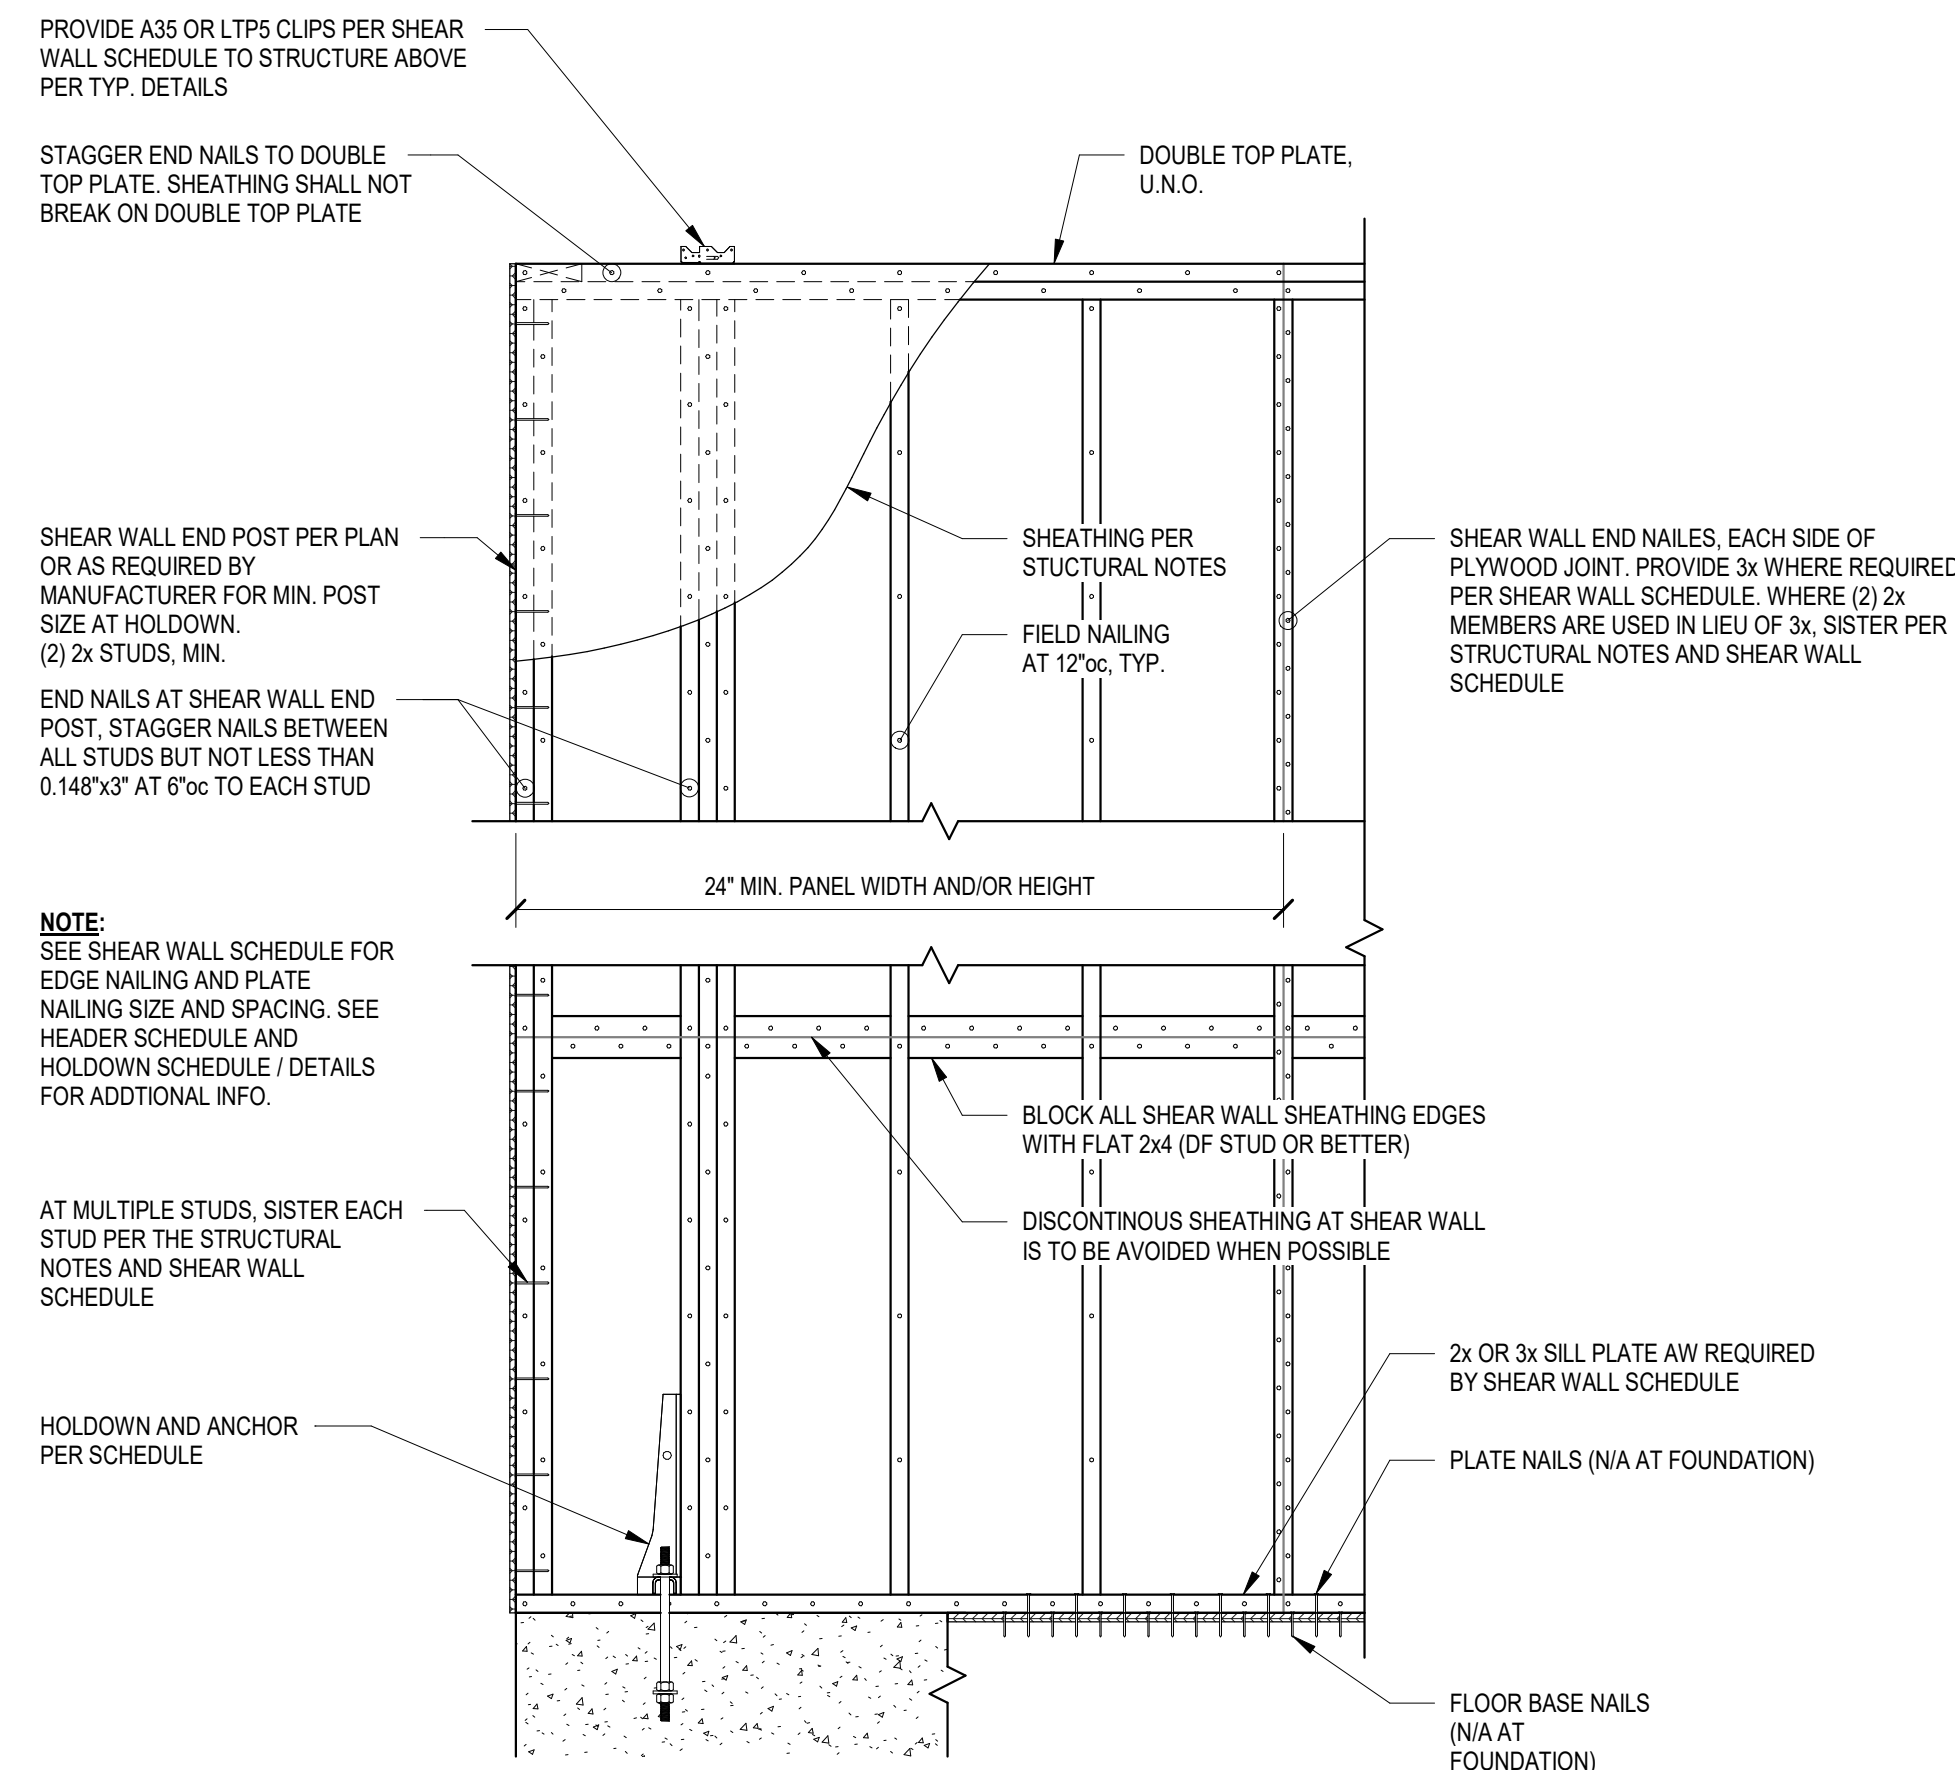 PROVIDE A35 OR LTP5 CLIPS PER SHEAR
WALL SCHEDULE TO STRUCTURE ABOVE
PER TYP. DETAILS
STAGGER END NAILS TO DOUBLE
TOP PLATE. SHEATHING SHALL NOT
BREAK ON DOUBLE TOP PLATE
DOUBLE TOP PLATE,
U.N.O.
SHEAR WALL END POST PER PLAN
OR AS REQUIRED BY
MANUFACTURER FOR MIN. POST
SIZE AT HOLDOWN.
(2) 2x STUDS, MIN.
SHEATHING PER
STUCTURAL NOTES
SHEAR WALL END NAILES, EACH SIDE OF
PLYWOOD JOINT. PROVIDE 3x WHERE REQUIRED
PER SHEAR WALL SCHEDULE. WHERE (2) 2x
MEMBERS ARE USED IN LIEU OF 3x, SISTER PER
STRUCTURAL NOTES AND SHEAR WALL
SCHEDULE
FIELD NAILING
AT 12"oc, TYP.
END NAILS AT SHEAR WALL END
POST, STAGGER NAILS BETWEEN
ALL STUDS BUT NOT LESS THAN
0.148"x3" AT 6"oc TO EACH STUD
24" MIN. PANEL WIDTH AND/OR HEIGHT
NOTE:
SEE SHEAR WALL SCHEDULE FOR
EDGE NAILING AND PLATE
NAILING SIZE AND SPACING. SEE
HEADER SCHEDULE AND
HOLDOWN SCHEDULE / DETAILS
FOR ADDTIONAL INFO.
BLOCK ALL SHEAR WALL SHEATHING EDGES
WITH FLAT 2x4 (DF STUD OR BETTER)
AT MULTIPLE STUDS, SISTER EACH
STUD PER THE STRUCTURAL
NOTES AND SHEAR WALL
SCHEDULE
DISCONTINOUS SHEATHING AT SHEAR WALL
IS TO BE AVOIDED WHEN POSSIBLE
2x OR 3x SILL PLATE AW REQUIRED
BY SHEAR WALL SCHEDULE
HOLDOWN AND ANCHOR
PER SCHEDULE
PLATE NAILS (N/A AT FOUNDATION)
FLOOR BASE NAILS
(N/A AT
FOUNDATION)